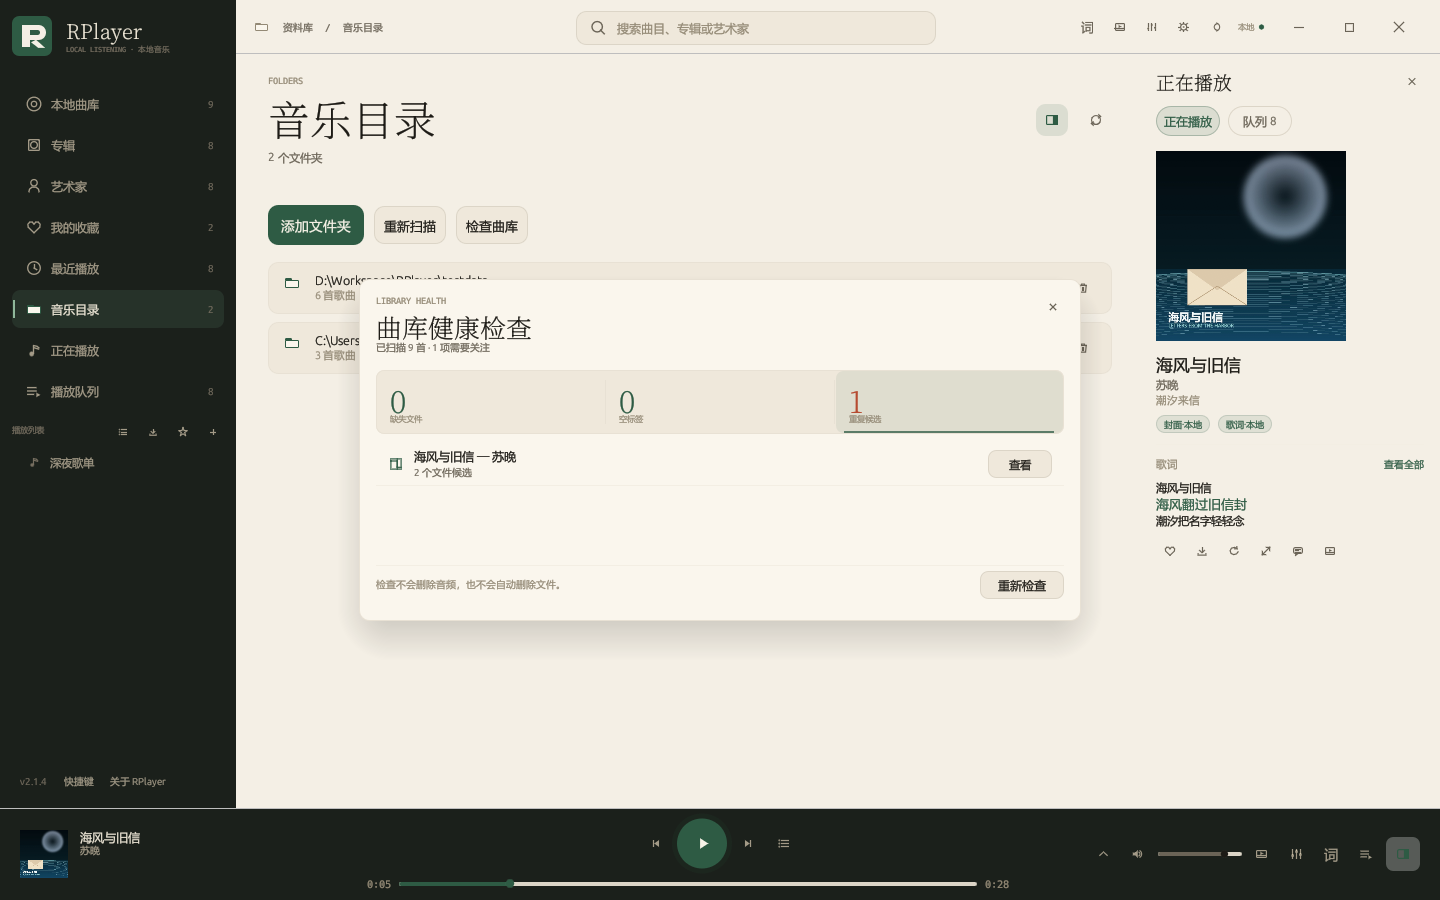 RPlayer
LOCAL LISTENING · 本地音乐
本地曲库 9
专辑 8
艺术家 8
我的收藏 2
最近播放 8
音乐目录 2
正在播放
播放队列 8
播放列表
深夜歌单
v2.1.4 快捷键 关于 RPlayer
资料库 / 音乐目录
搜索曲目、专辑或艺术家
词 本地
FOLDERS
音乐目录
2 个文件夹
添加文件夹 重新扫描 检查曲库
6 首歌曲
C:\Users
3 首歌曲
LIBRARY HEALTH
曲库健康检查
已扫描 9 首 · 1 项需要关注
0
缺失文件
0
空标签
1
重复候选
海风与旧信 — 苏晚
2 个文件候选
查看
检查不会删除音频，也不会自动删除文件。
重新检查
正在播放
正在播放 队列 8
海风与旧信
LETTERS FROM THE HARBOR
海风与旧信
苏晚
潮汐来信
封面·本地 歌词·本地
歌词 查看全部
海风与旧信
海风翻过旧信封
潮汐把名字轻轻念
海风与旧信
苏晚
0:05 0:28
词